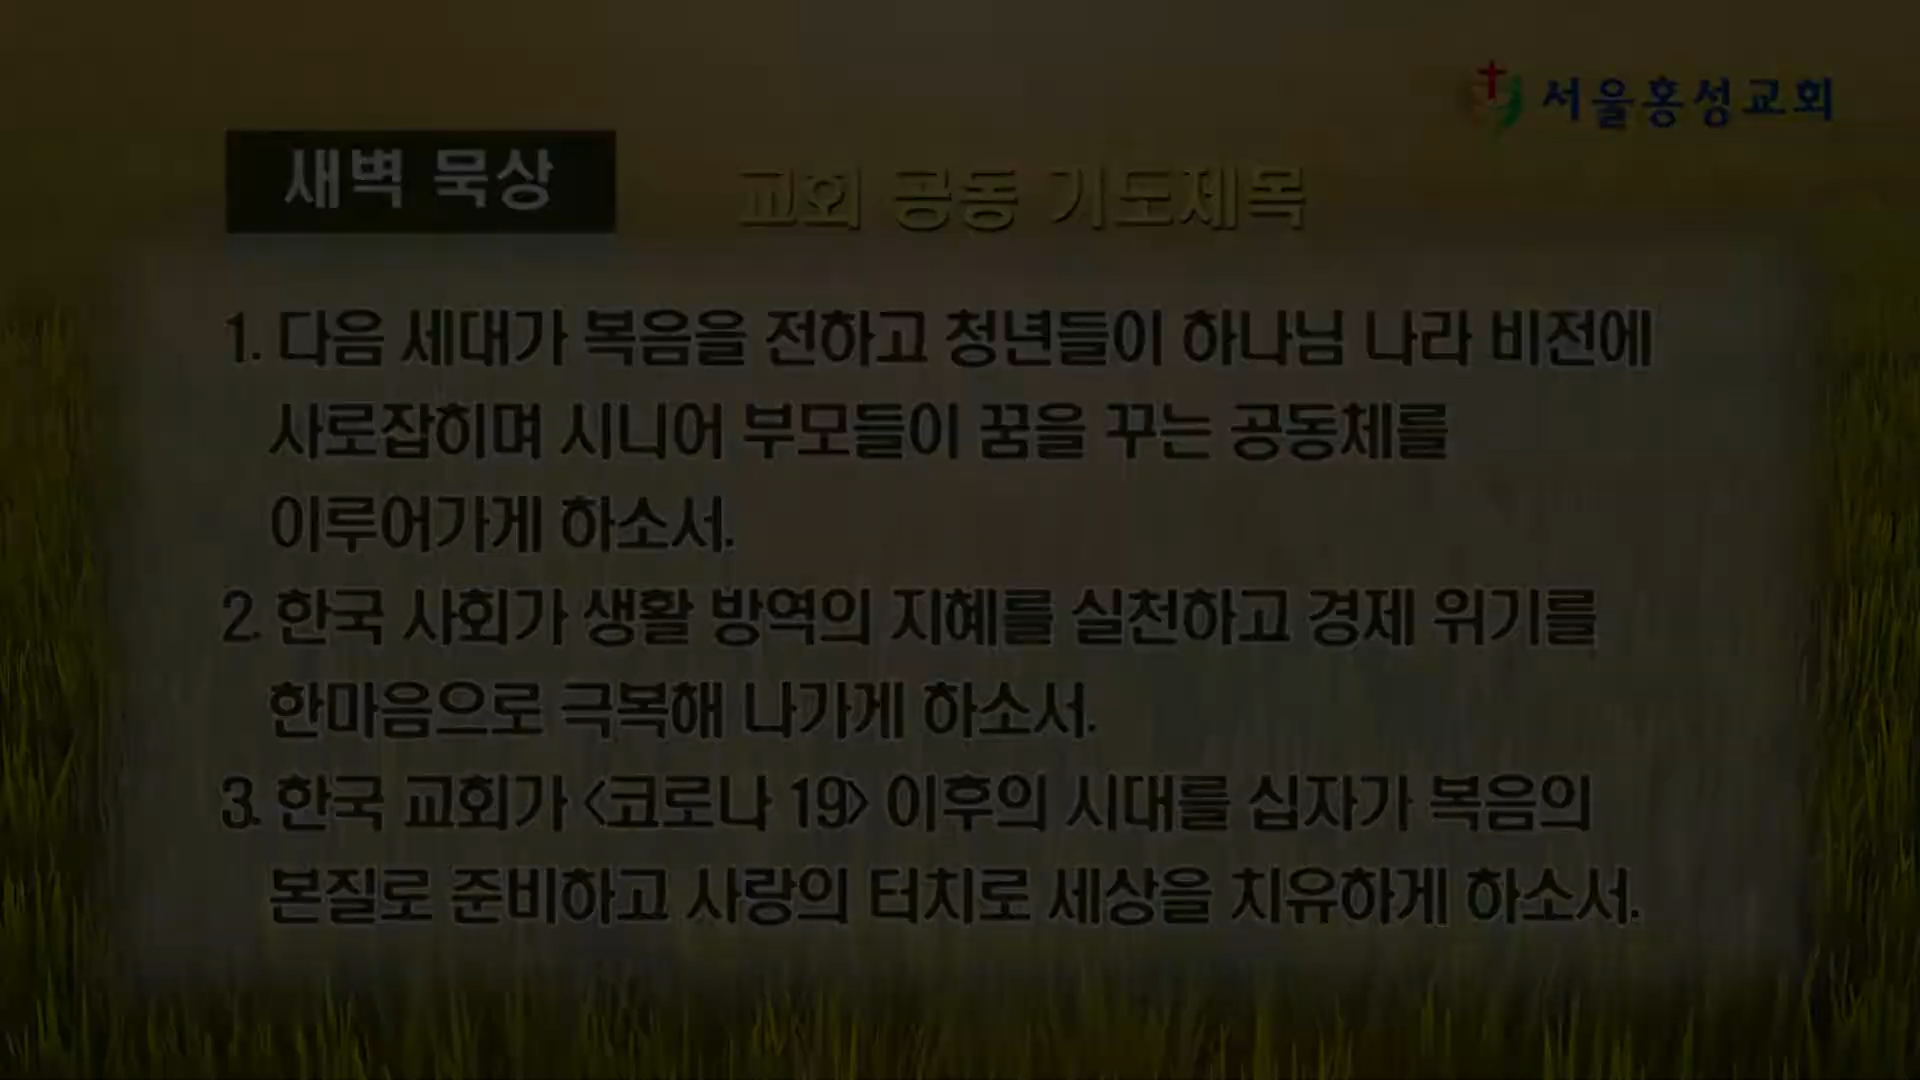 서울홍성교회
새벽 묵상
교회 공동 기도제목
1. 다음 세대가 복음을 전하고 청년들이 하나님 나라 비전에
사로잡히며 시니어 부모들이 꿈을 꾸는 공동체를
이루어가게 하소서.
2. 한국 사회가 생활 방역의 지혜를 실천하고 경제 위기를
한마음으로 극복해 나가게 하소서.
3. 한국 교회가 <코로나 19> 이후의 시대를 십자가 복음의
본질로 준비하고 사랑의 터치로 세상을 치유하게 하소서.